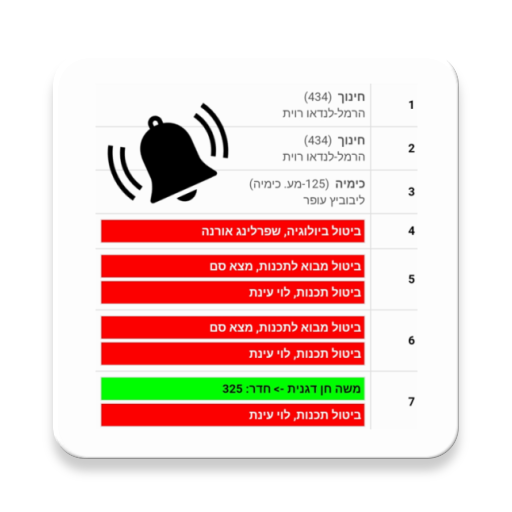 1
חינוך (434)
הרמל-לנדאו רוית
2
חינוך (434)
הרמל-לנדאו רוית
3
כימיה (125-מע. כימיה)
ליבוביץ עופר
4
ביטול ביולוגיה, שפרלינג אורנה
5
ביטול מבוא לתכנות, מצא סם
ביטול תכנות, לוי עינת
6
ביטול מבוא לתכנות, מצא סם
ביטול תכנות, לוי עינת
7
משה חן דגנית -> חדר: 325
ביטול תכנות, לוי עינת